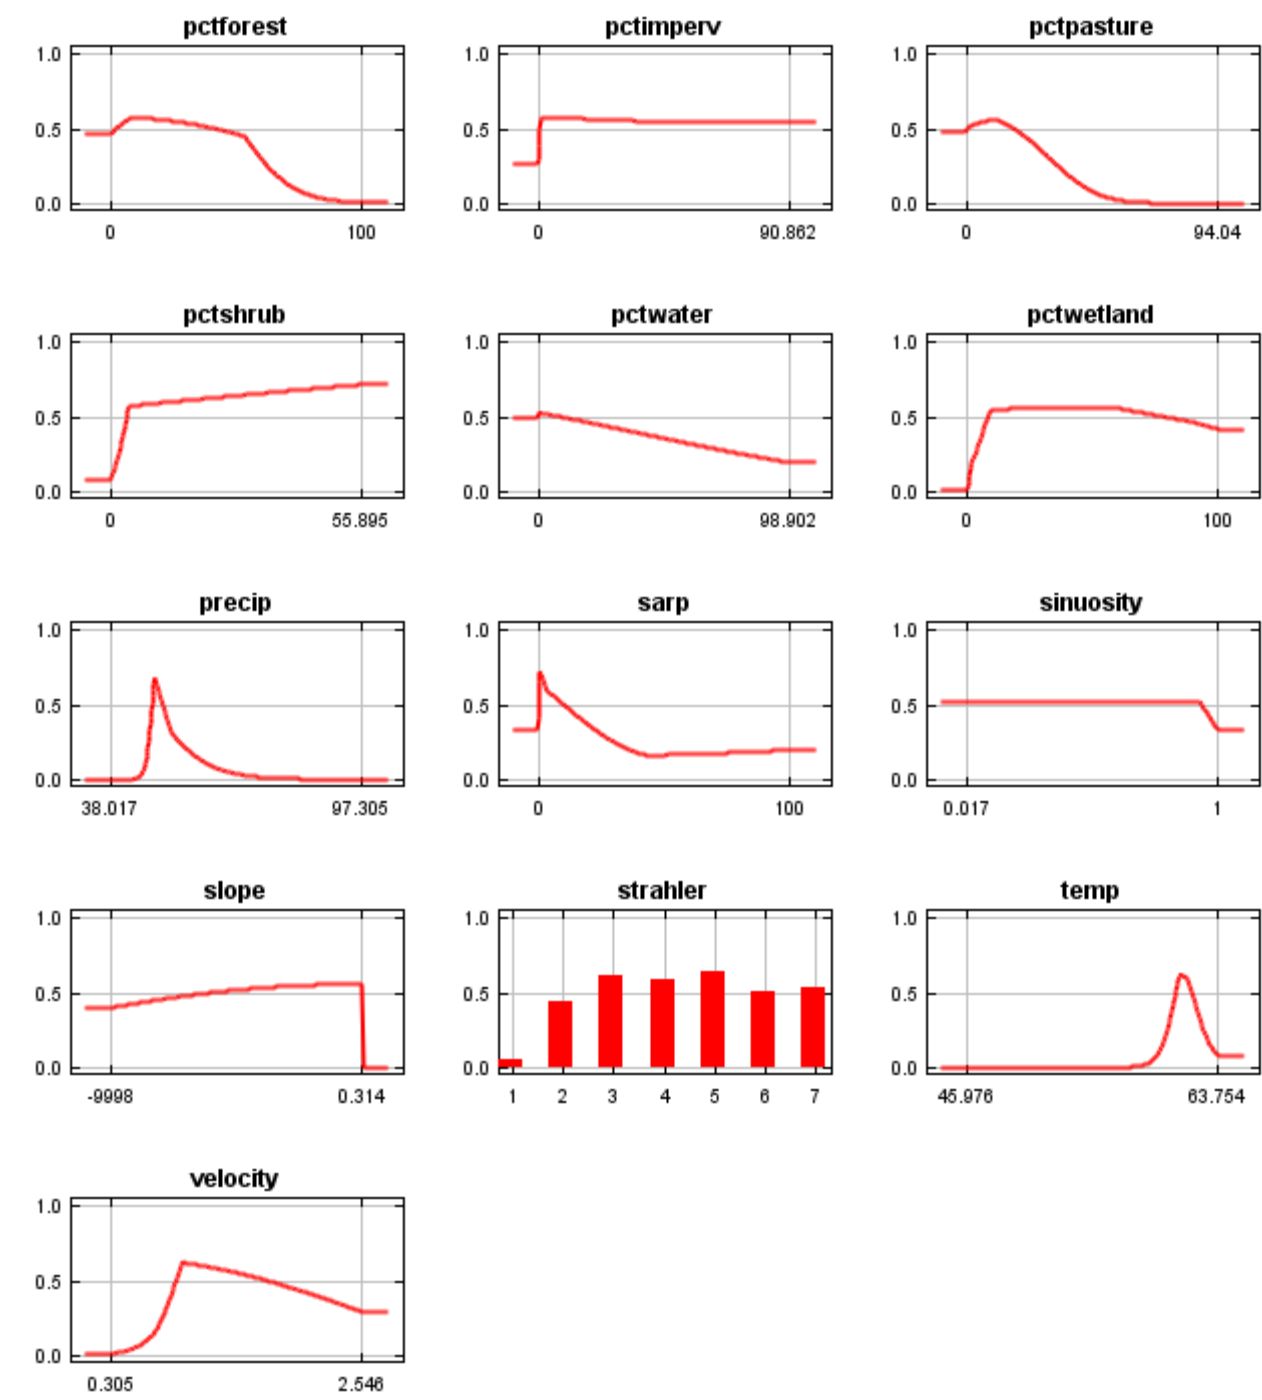 pctforest pctimperv pctpasture
1.0 1.0 1.0
0.5 0.5 0.5
0.0 0.0 0.0
0 100 0 90.862 0 94.04
pctshrub pctwater pctwetland
1.0 1.0 1.0
0.5 0.5 0.5
0.0 0.0 0.0
0 55.895 0 98.902 0 100
precip sarp sinuosity
1.0 1.0 1.0
0.5 0.5 0.5
0.0 0.0 0.0
38.017 97.305 0 100 0.017 1
slope strahler temp
1.0 1.0 1.0
0.5 0.5 0.5
0.0 0.0 0.0
-9998 0.314 1 2 3 4 5 6 7 45.976 63.754
velocity
1.0
0.5
0.0
0.305 2.546